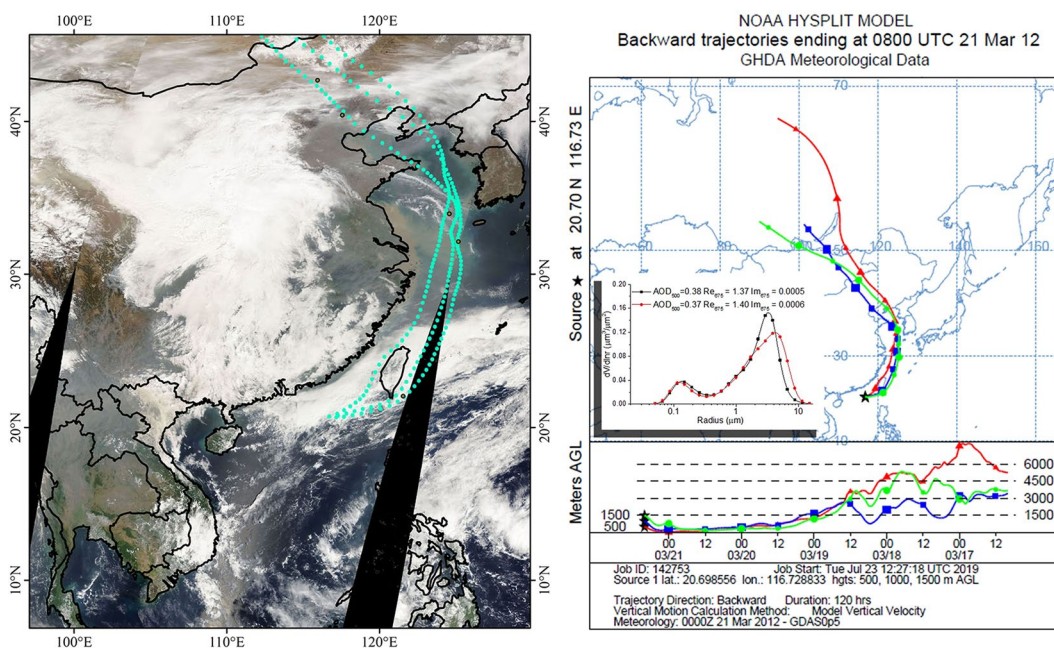 100°E 110°E 120°E
40°N
30°N
20°N
10°N
40°N
30°N
20°N
10°N
100°E 110°E 120°E
NOAA HYSPLIT MODEL
Backward trajectories ending at 0800 UTC 21 Mar 12
GHDA Meteorological Data
Source ★ at 20.70 N 116.73 E
70
120 140 160
30
AOD500=0.38 Re675 = 1.37 Im675 = 0.0005
AOD500=0.37 Re675 = 1.40 Im675 = 0.0006
dV/dlnr (μm³/μm²)
0.20
0.16
0.12
0.08
0.04
0.00
0.1 1 10
Radius (μm)
Meters AGL
1500
500
6000
4500
3000
1500
00 12 00 12 00 12 00 12 00 12
03/21 03/20 03/19 03/18 03/17
Job ID: 142753 Job Start: Tue Jul 23 12:27:18 UTC 2019
Source 1 lat.: 20.698556 lon.: 116.728833 hgts: 500, 1000, 1500 m AGL
Trajectory Direction: Backward Duration: 120 hrs
Vertical Motion Calculation Method: Model Vertical Velocity
Meteorology: 0000Z 21 Mar 2012 - GDAS0p5